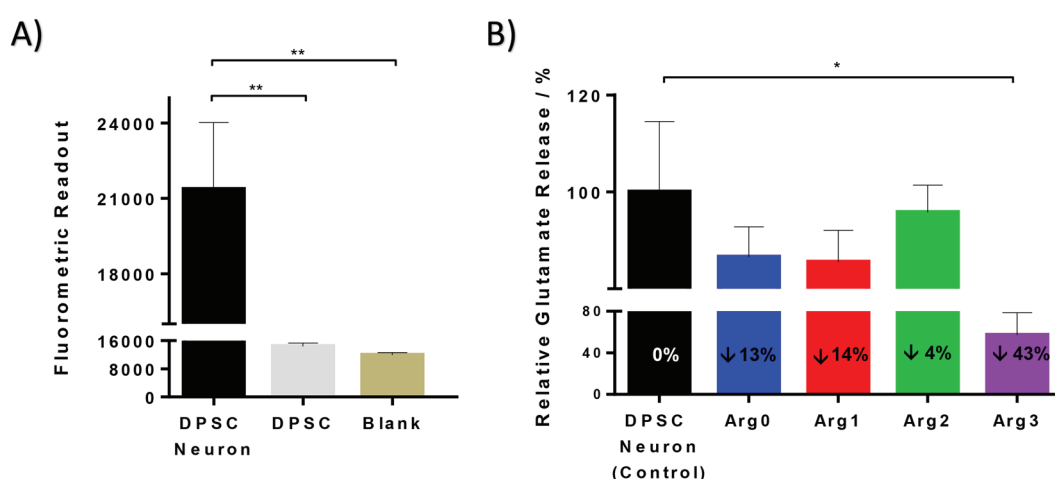 A)
**
**
Fluorometric Readout
24000
21000
18000
16000
8000
0
DPSC
Neuron
DPSC
Blank
B)
*
Relative Glutamate Release / %
120
100
80
40
0
0%
↓ 13%
↓ 14%
↓ 4%
↓ 43%
DPSC
Neuron
(Control)
Arg0
Arg1
Arg2
Arg3